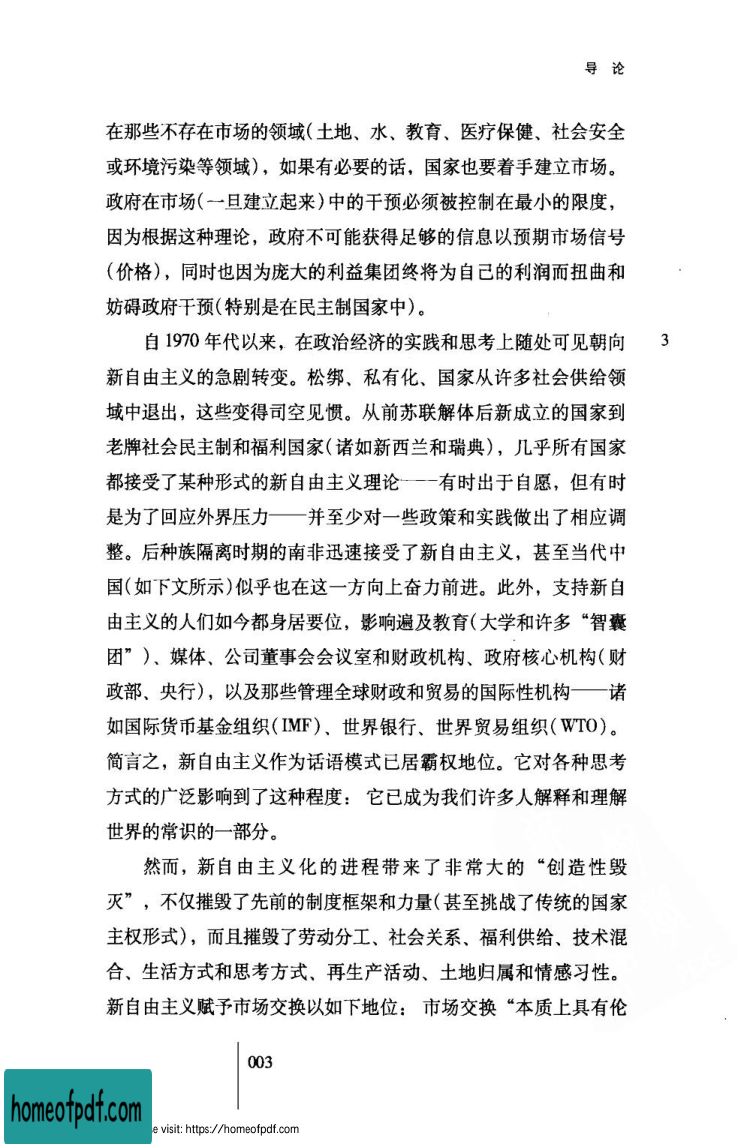 导 论
在那些不存在市场的领域(土地、水、教育、医疗保健、社会安全
或环境污染等领域)，如果有必要的话，国家也要着手建立市场。
政府在市场(一旦建立起来)中的干预必须被控制在最小的限度，
因为根据这种理论，政府不可能获得足够的信息以预期市场信号
(价格)，同时也因为庞大的利益集团终将为自己的利润而扭曲和
妨碍政府干预(特别是在民主制国家中)。
自 1970 年代以来，在政治经济的实践和思考上随处可见朝向 3
新自由主义的急剧转变。松绑、私有化、国家从许多社会供给领
域中退出，这些变得司空见惯。从前苏联解体后新成立的国家到
老牌社会民主制和福利国家(诸如新西兰和瑞典)，几乎所有国家
都接受了某种形式的新自由主义理论——有时出于自愿，但有时
是为了回应外界压力——并至少对一些政策和实践做出了相应调
整。后种族隔离时期的南非迅速接受了新自由主义，甚至当代中
国(如下文所示)似乎也在这一方向上奋力前进。此外，支持新自
由主义的人们如今都身居要位，影响遍及教育(大学和许多“智囊
团”)、媒体、公司董事会会议室和财政机构、政府核心机构(财
政部、央行)，以及那些管理全球财政和贸易的国际性机构——诸
如国际货币基金组织(IMF)、世界银行、世界贸易组织(WTO)。
简言之，新自由主义作为话语模式已居霸权地位。它对各种思考
方式的广泛影响到了这种程度： 它已成为我们许多人解释和理解
世界的常识的一部分。
然而，新自由主义化的进程带来了非常大的“创造性毁
灭”，不仅摧毁了先前的制度框架和力量(甚至挑战了传统的国家
主权形式)，而且摧毁了劳动分工、社会关系、福利供给、技术混
合、生活方式和思考方式、再生产活动、土地归属和情感习性。
新自由主义赋予市场交换以如下地位： 市场交换“本质上具有伦
003
homeofpdf.com
e visit: https://homeofpdf.com